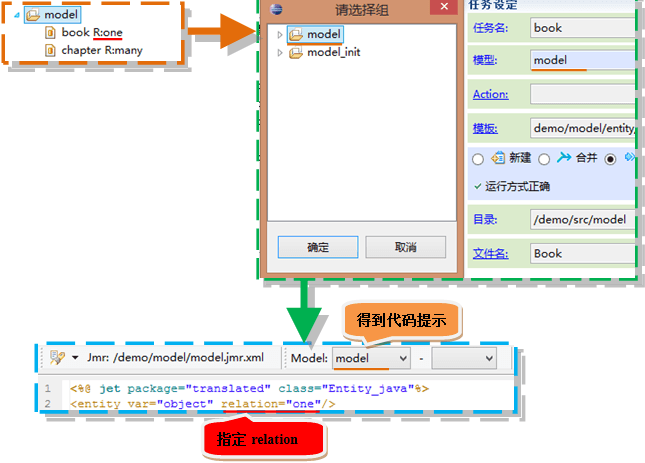 model
book R:one
chapter R:many
请选择组
model
model_init
确定
取消
任务设定
任务名: book
模型: model
Action:
模板: demo/model/entity
新建 合并
运行方式正确
目录: /demo/src/model
文件名: Book
得到代码提示
Jmr: /demo/model/model.jmr.xml Model: model -
1 <%@ jet package="translated" class="Entity_java"%>
2 <entity var="object" relation="one"/>
指定 relation